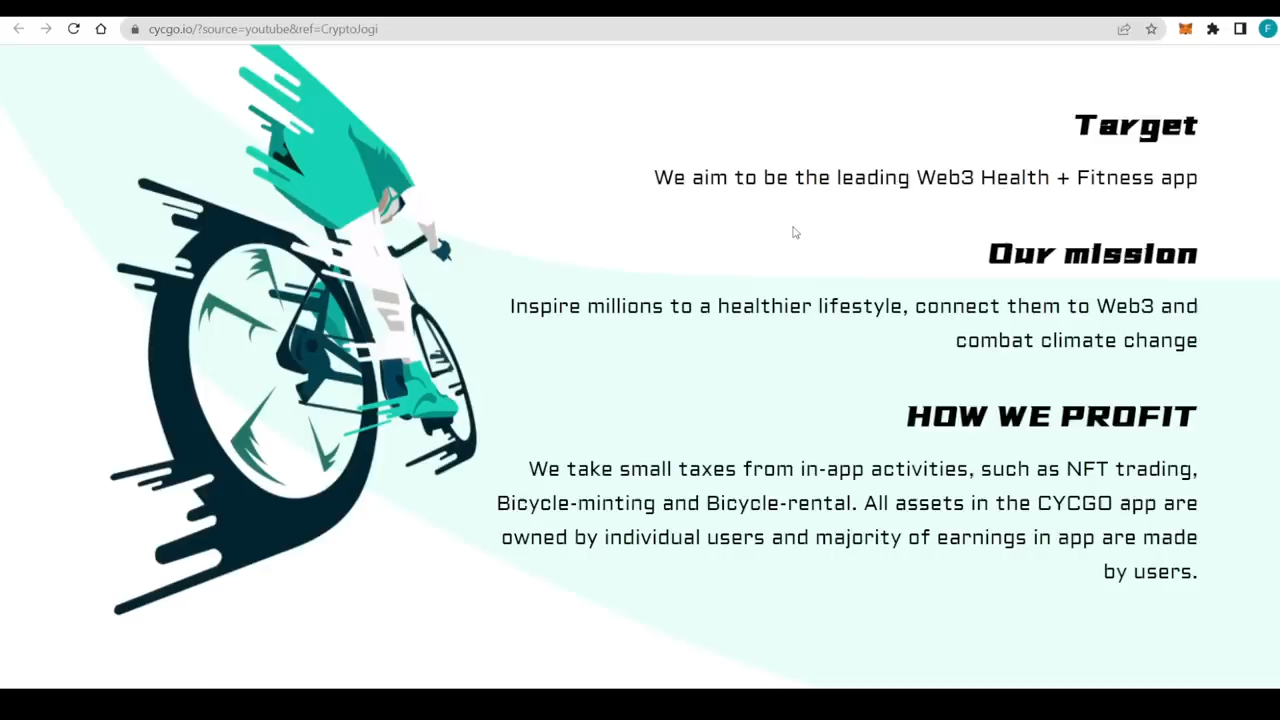 cycgo.io/?source=youtube&ref=CryptoJogi
F
Target
We aim to be the leading Web3 Health + Fitness app
Our mission
Inspire millions to a healthier lifestyle, connect them to Web3 and
combat climate change
HOW WE PROFIT
We take small taxes from in-app activities, such as NFT trading,
Bicycle-minting and Bicycle-rental. All assets in the CYCGO app are
owned by individual users and majority of earnings in app are made
by users.